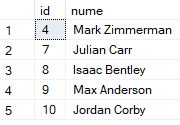 id nume
1 4 Mark Zimmerman
2 7 Julian Carr
3 8 Isaac Bentley
4 9 Max Anderson
5 10 Jordan Corby